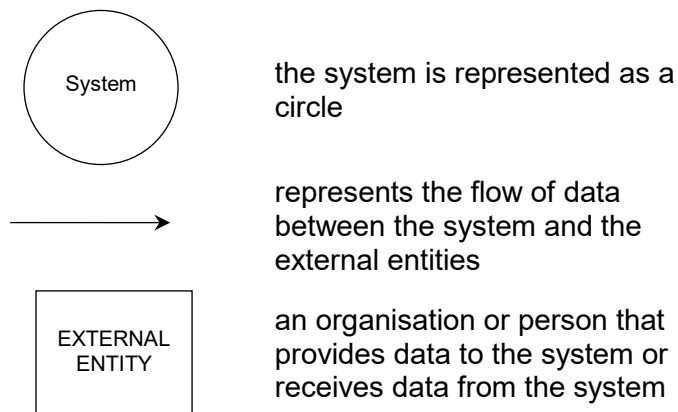 System
the system is represented as a
circle
represents the flow of data
between the system and the
external entities
EXTERNAL
ENTITY
an organisation or person that
provides data to the system or
receives data from the system